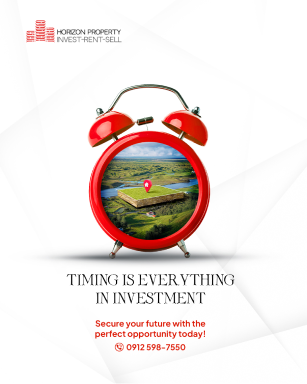 HORIZON PROPERTY
INVEST-RENT-SELL
TIMING IS EVERYTHING
IN INVESTMENT
Secure your future with the
perfect opportunity today!
0912 598-7550